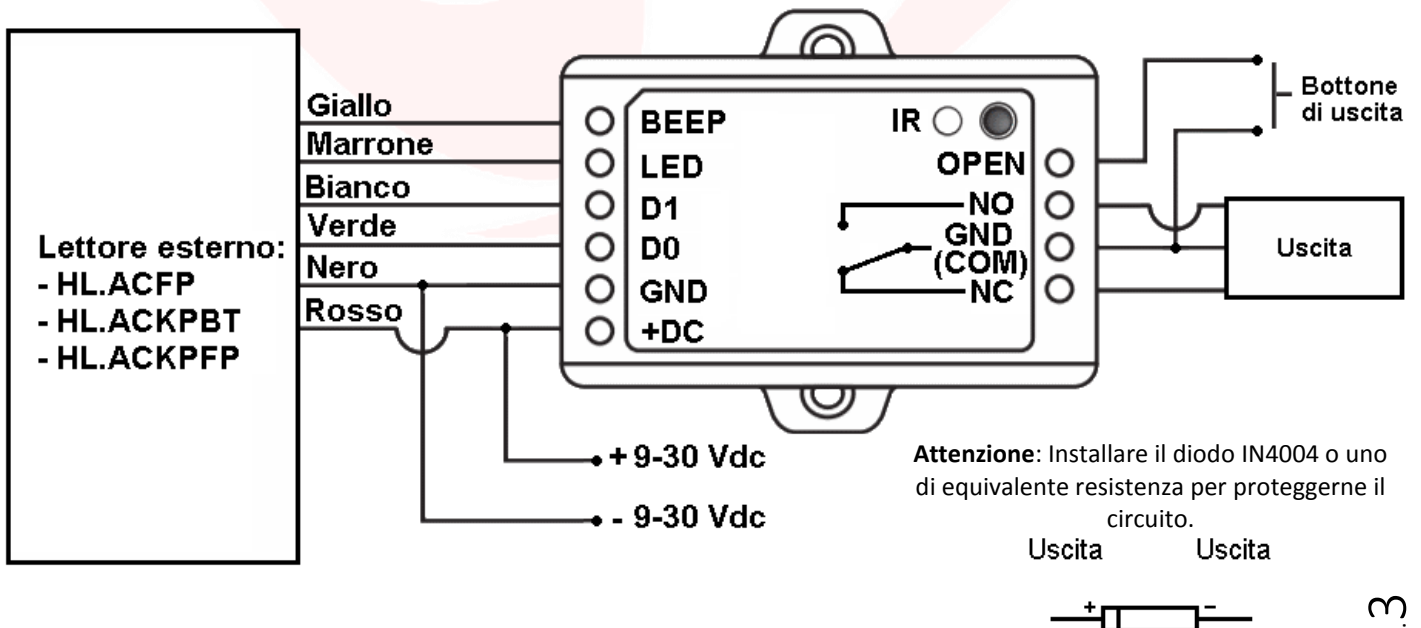 Giallo
Marrone
Bianco
Verde
Nero
Rosso
Lettore esterno:
- HL.ACFP
- HL.ACKPBT
- HL.ACKPFP
BEEP
LED
D1
D0
GND
+DC
IR
OPEN
NO
GND
(COM)
NC
Bottone
di uscita
Uscita
+ 9-30 Vdc
- 9-30 Vdc
Attenzione: Installare il diodo IN4004 o uno
di equivalente resistenza per proteggerne il
circuito.
Uscita Uscita
+ -